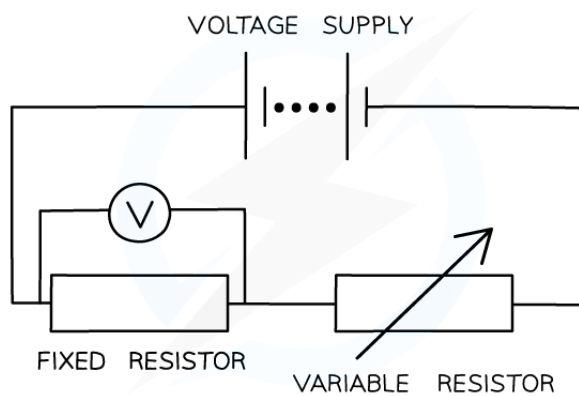 VOLTAGE SUPPLY
V
FIXED RESISTOR
VARIABLE RESISTOR